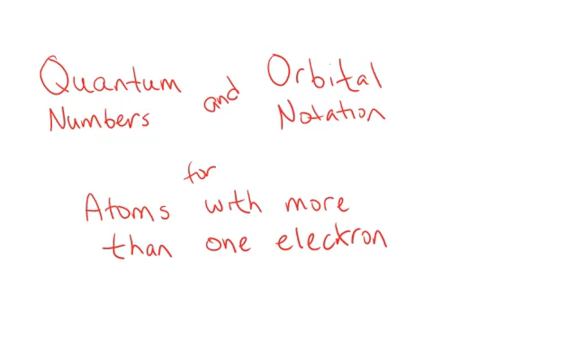 Quantum and Orbital
Numbers Notation
for
Atoms with more
than one electron